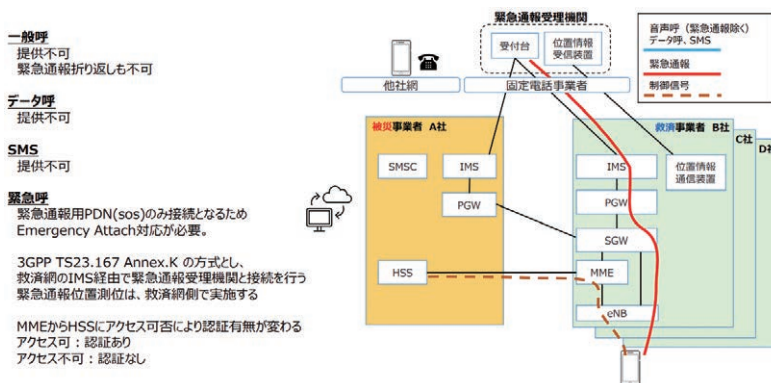 一般呼
提供不可
緊急通報折り返しも不可
データ呼
提供不可
SMS
提供不可
緊急呼
緊急通報用PDN(sos)のみ接続となるため
Emergency Attach対応が必要。
3GPP TS23.167 Annex.K の方式とし、
救済網のIMS経由で緊急通報受理機関と接続を行う
緊急通報位置測位は、救済網側で実施する
MMEからHSSにアクセス可否により認証有無が変わる
アクセス可：認証あり
アクセス不可：認証なし
緊急通報受理機関
受付台
位置情報
受信装置
他社網
固定電話事業者
音声呼（緊急通報除く）
データ呼、SMS
緊急通報
制御信号
被災事業者 A社
SMSC
IMS
PGW
HSS
救済事業者 B社
C社
D社
IMS
位置情報
通信装置
PGW
SGW
MME
eNB